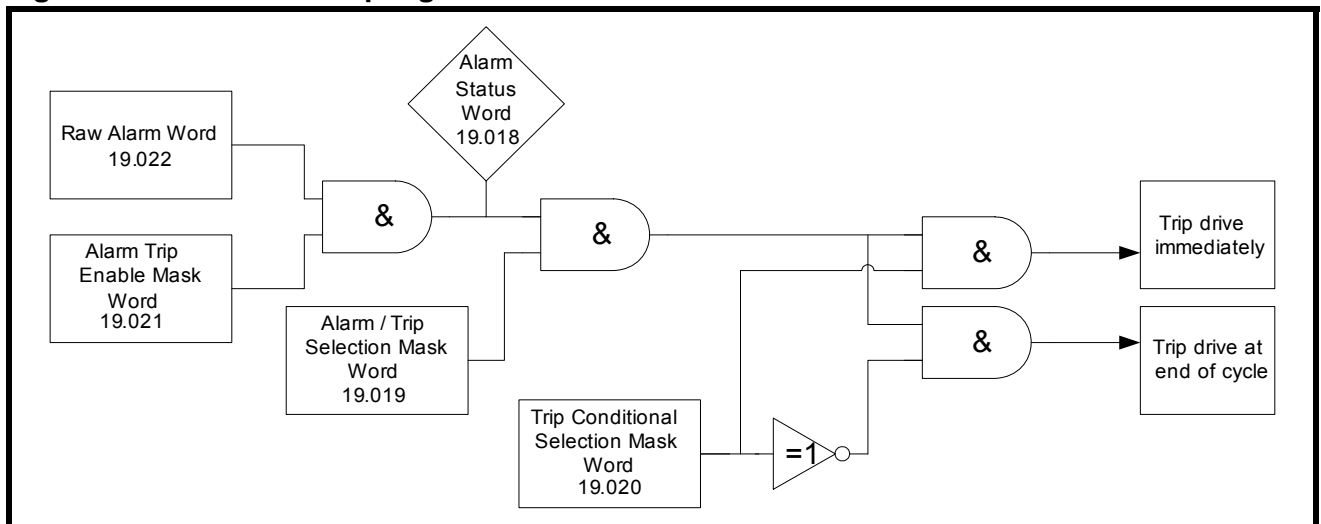 Alarm
Status
Word
19.018
Raw Alarm Word
19.022
&
&
Alarm Trip
Enable Mask
Word
19.021
Alarm / Trip
Selection Mask
Word
19.019
&
Trip drive
immediately
&
Trip drive at
end of cycle
Trip Conditional
Selection Mask
Word
19.020
=1